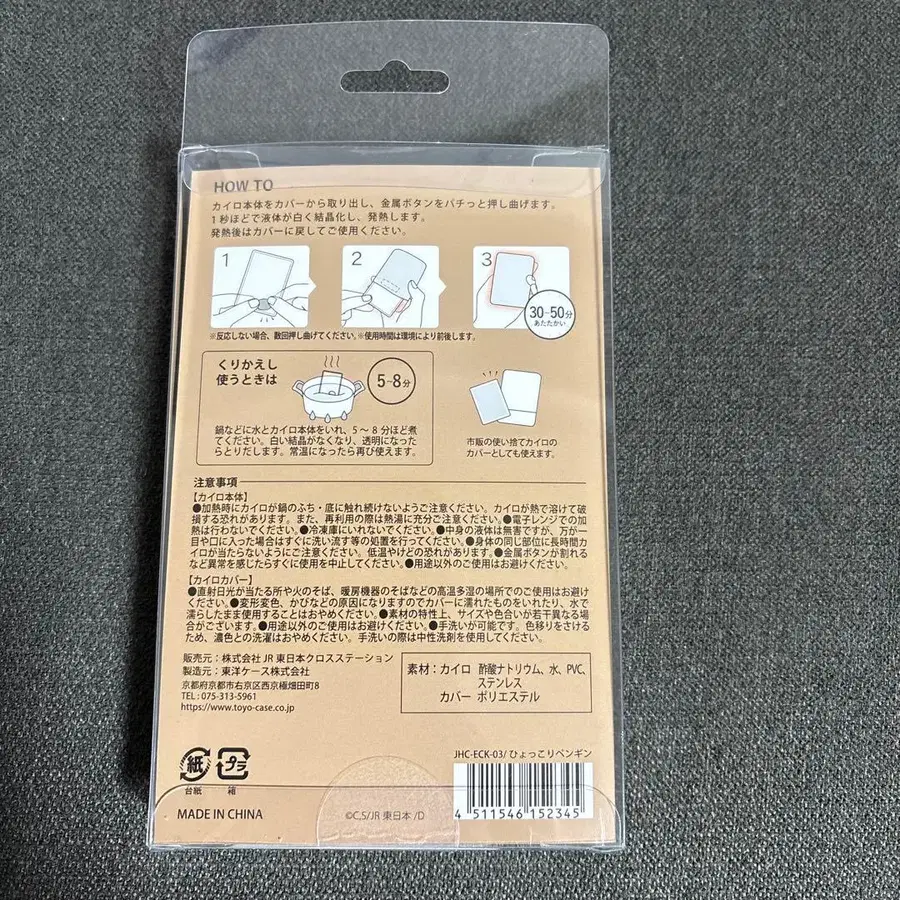 HOW TO
カイロ本体をカバーから取り出し、金属ボタンをパチっと押し曲げます。
1秒ほどで液体が白く結晶化し、発熱します。
発熱後はカバーに戻してご使用ください。
1
2
3
30-50分
あたたかい
※反応しない場合、数回押し曲げてください。※使用時間は環境により前後します。
くりかえし
使うときは
5~8分
鍋などに水とカイロ本体をいれ、5〜8分ほど煮
てください。白い結晶がなくなり、透明になった
らとりだします。常温になったら再び使えます。
市販の使い捨てカイロの
カバーとしても使えます。
注意事項
【カイロ本体】
●加熱時にカイロが鍋のふち・底に触れ続けないようご注意ください。カイロが熱で溶けて破
損する恐れがあります。また、再利用の際は熱湯に充分ご注意ください。●電子レンジでの加
熱は行わないでください。●冷凍庫にいれないでください。●中身の液体は無害ですが、万が一
目や口に入った場合はすぐに洗い流す等の処置を行ってください。●身体の同じ部位に長時間
カイロが当たらないようにご注意ください。低温やけどの恐れがあります。●金属ボタンが割れる
など異常を感じたらすぐに使用を中止してください。●用途以外のご使用はお避けください。
【カイロカバー】
●直射日光が当たる所や火のそば、暖房機器のそばなどの高温多湿の場所でのご使用はお避け
ください。●変形変色、かびなどの原因になりますのでカバーに濡れたものをいれたり、水で
濡らしたまま使用することはおやめください。●素材の特性上、サイズや色合いが若干異なる場
合がございます。●用途以外のご使用はお避けください。●手洗いが可能です。色移りをさける
ため、濃色との洗濯はおやめください。手洗いの際は中性洗剤を使用してください。
販売元：株式会社JR東日本クロスステーション
製造元：東洋ケース株式会社
京都府京都市右京区西京極畑田町8
TEL：075-313-5961
https://www.toyo-case.co.jp
素材：カイロ 酢酸ナトリウム、水、PVC、
ステンレス
カバー ポリエステル
紙
台紙
プラ
箱
MADE IN CHINA
©C,S/JR 東日本 /D
JHC-ECK-03/ ひょっこりペンギン
4 511546 152345